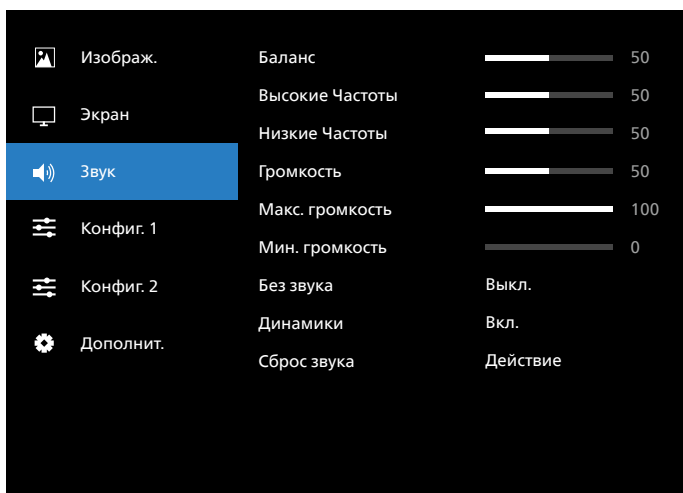 Изображ.
Экран
Звук
Конфиг. 1
Конфиг. 2
Дополнит.
Баланс 50
Высокие Частоты 50
Низкие Частоты 50
Громкость 50
Макс. громкость 100
Мин. громкость 0
Без звука Выкл.
Динамики Вкл.
Сброс звука Действие